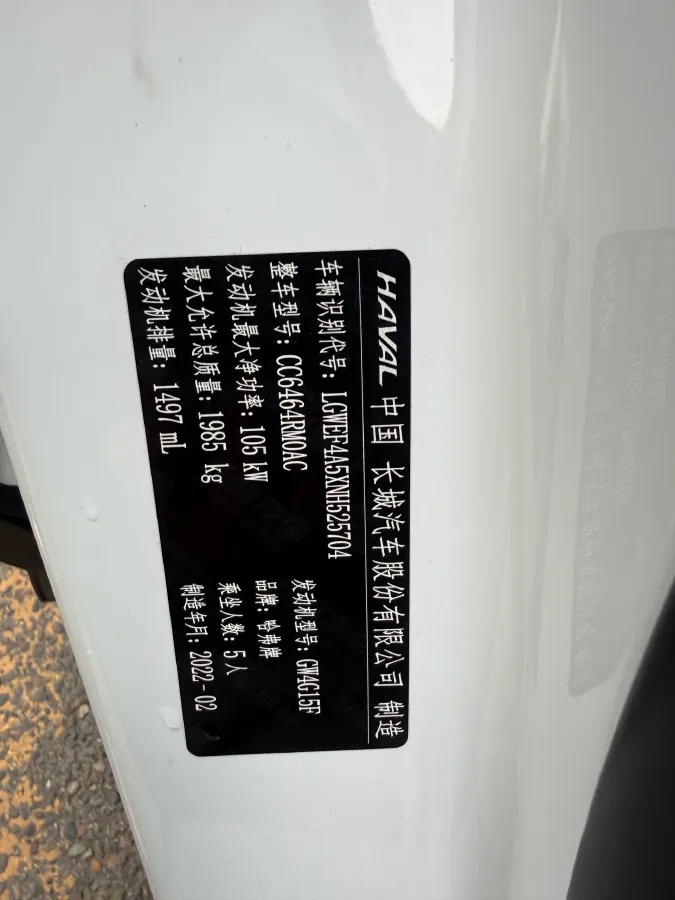 HAVAL 中国 长城汽车股份有限公司 制造
车辆识别代号：LGWEF4A5XNH525704
整车型号：CC6464RM0AC 发动机型号：GW4G15F
发动机最大净功率：105kW 品牌：哈弗牌
最大允许总质量：1985 kg 乘坐人数：5人
发动机排量：1497 mL 制造年月：2022-02